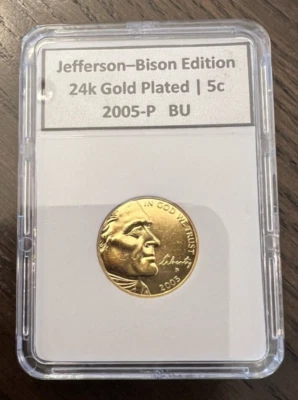 Jefferson–Bison Edition
24k Gold Plated | 5c
2005-P BU
IN GOD WE TRUST
Liberty
P
2005